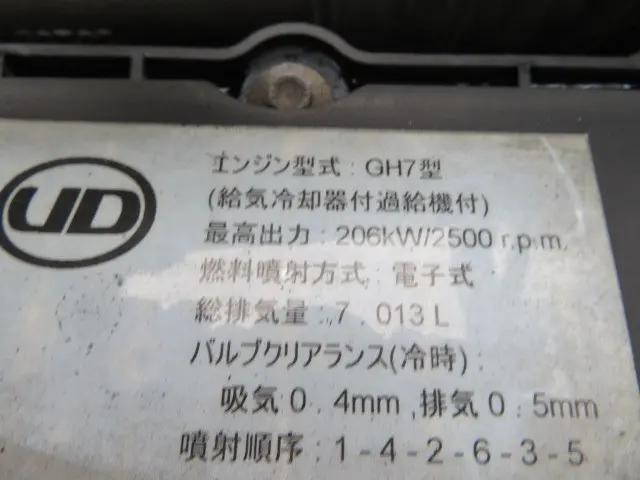 UD
エンジン型式 : GH7型
(給気冷却器付過給機付)
最高出力 : 206kW/2500 r.p.m.
燃料噴射方式 : 電子式
総排気量 : 7 . 013 L
バルブクリアランス(冷時) :
吸気0 . 4mm , 排気0 . 5mm
噴射順序 : 1 - 4 - 2 - 6 - 3 - 5